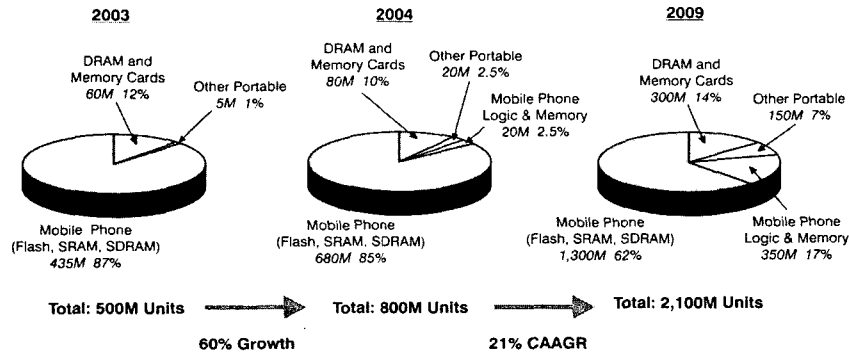 2003
DRAM and
Memory Cards
60M 12%
Other Portable
5M 1%
Mobile Phone
(Flash, SRAM, SDRAM)
435M 87%
Total: 500M Units
60% Growth
2004
DRAM and
Memory Cards
80M 10%
Other Portable
20M 2.5%
Mobile Phone
Logic & Memory
20M 2.5%
Mobile Phone
(Flash, SRAM, SDRAM)
680M 85%
Total: 800M Units
21% CAAGR
2009
DRAM and
Memory Cards
300M 14%
Other Portable
150M 7%
Mobile Phone
(Flash, SRAM, SDRAM)
1,300M 62%
Mobile Phone
Logic & Memory
350M 17%
Total: 2,100M Units